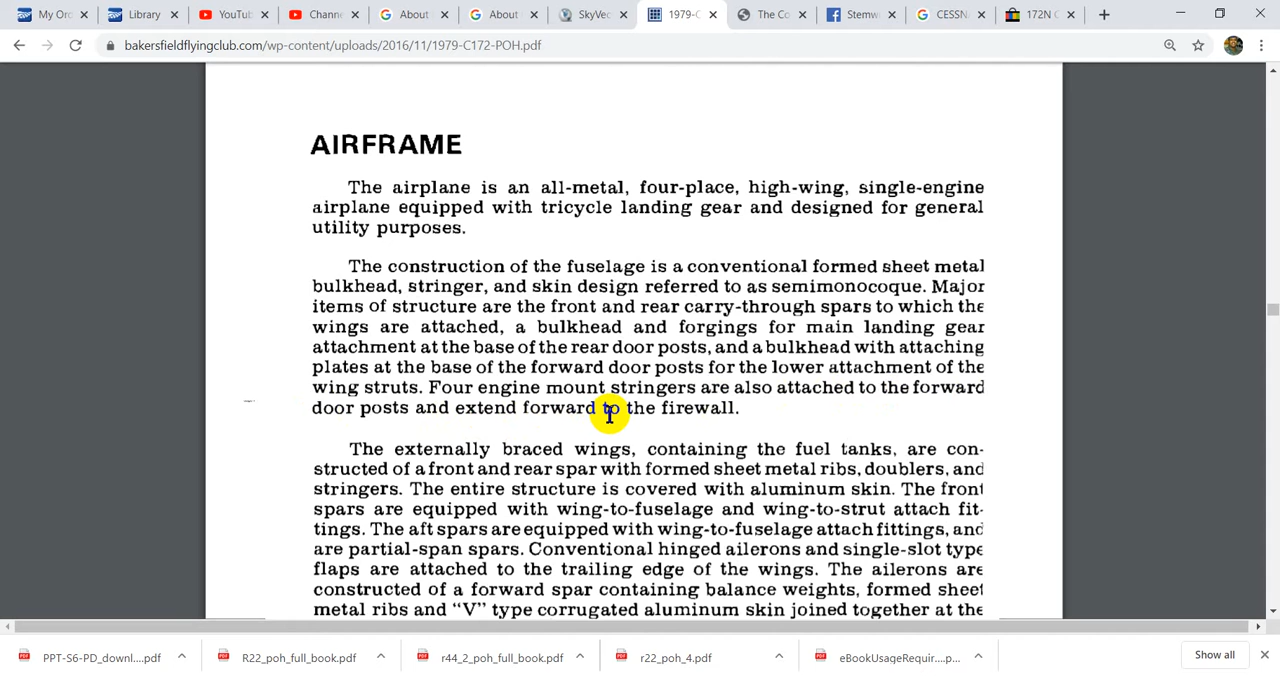 My Or
Library
YouTu
Chann
About
About
SkyVec
1979-C
The Co
Stemw
CESSN
172N C
bakersfieldflyingclub.com/wp-content/uploads/2016/11/1979-C172-POH.pdf
AIRFRAME
The airplane is an all-metal, four-place, high-wing, single-engine
airplane equipped with tricycle landing gear and designed for general
utility purposes.
The construction of the fuselage is a conventional formed sheet metal
bulkhead, stringer, and skin design referred to as semimonocoque. Major
items of structure are the front and rear carry-through spars to which the
wings are attached, a bulkhead and forgings for main landing gear
attachment at the base of the rear door posts, and a bulkhead with attaching
plates at the base of the forward door posts for the lower attachment of the
wing struts. Four engine mount stringers are also attached to the forward
door posts and extend forward to the firewall.
The externally braced wings, containing the fuel tanks, are con-
structed of a front and rear spar with formed sheet metal ribs, doublers, and
stringers. The entire structure is covered with aluminum skin. The front
spars are equipped with wing-to-fuselage and wing-to-strut attach fit-
tings. The aft spars are equipped with wing-to-fuselage attach fittings, and
are partial-span spars. Conventional hinged ailerons and single-slot type
flaps are attached to the trailing edge of the wings. The ailerons are
constructed of a forward spar containing balance weights, formed sheet
metal ribs and “V” type corrugated aluminum skin joined together at the
PPT-S6-PD_downl....pdf
R22_poh_full_book.pdf
r44_2_poh_full_book.pdf
r22_poh_4.pdf
eBookUsageRequir....pdf
Show all